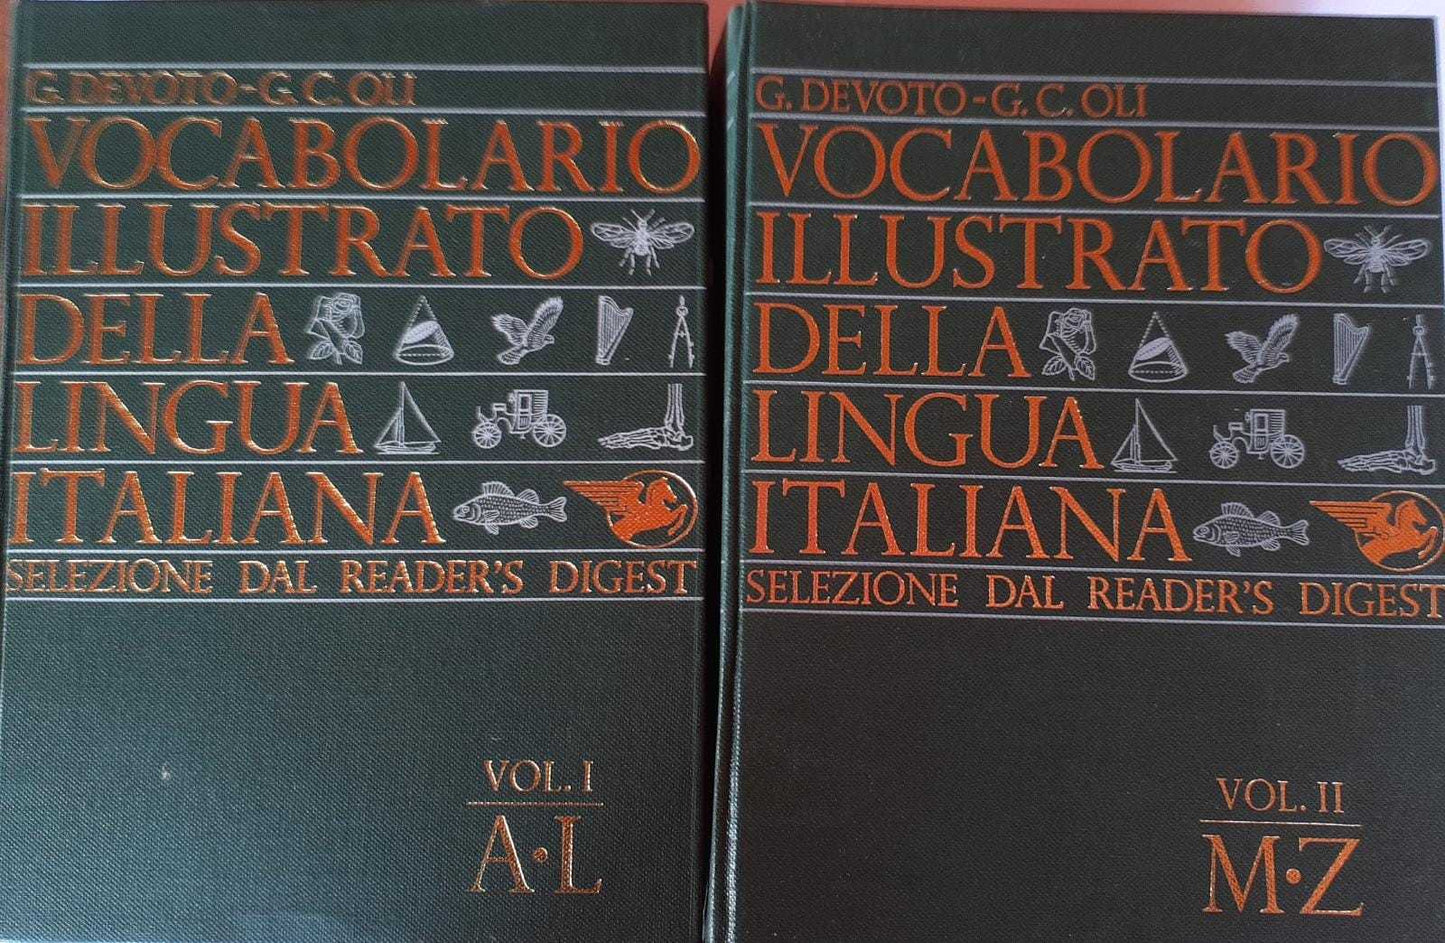 G. DEVOTO-G. C. OLI
VOCABOLARIO
ILLUSTRATO
DELLA
LINGUA
ITALIANA
SELEZIONE DAL READER'S DIGEST
VOL. I
A·L
G. DEVOTO-G. C. OLI
VOCABOLARIO
ILLUSTRATO
DELLA
LINGUA
ITALIANA
SELEZIONE DAL READER'S DIGEST
VOL. II
M·Z